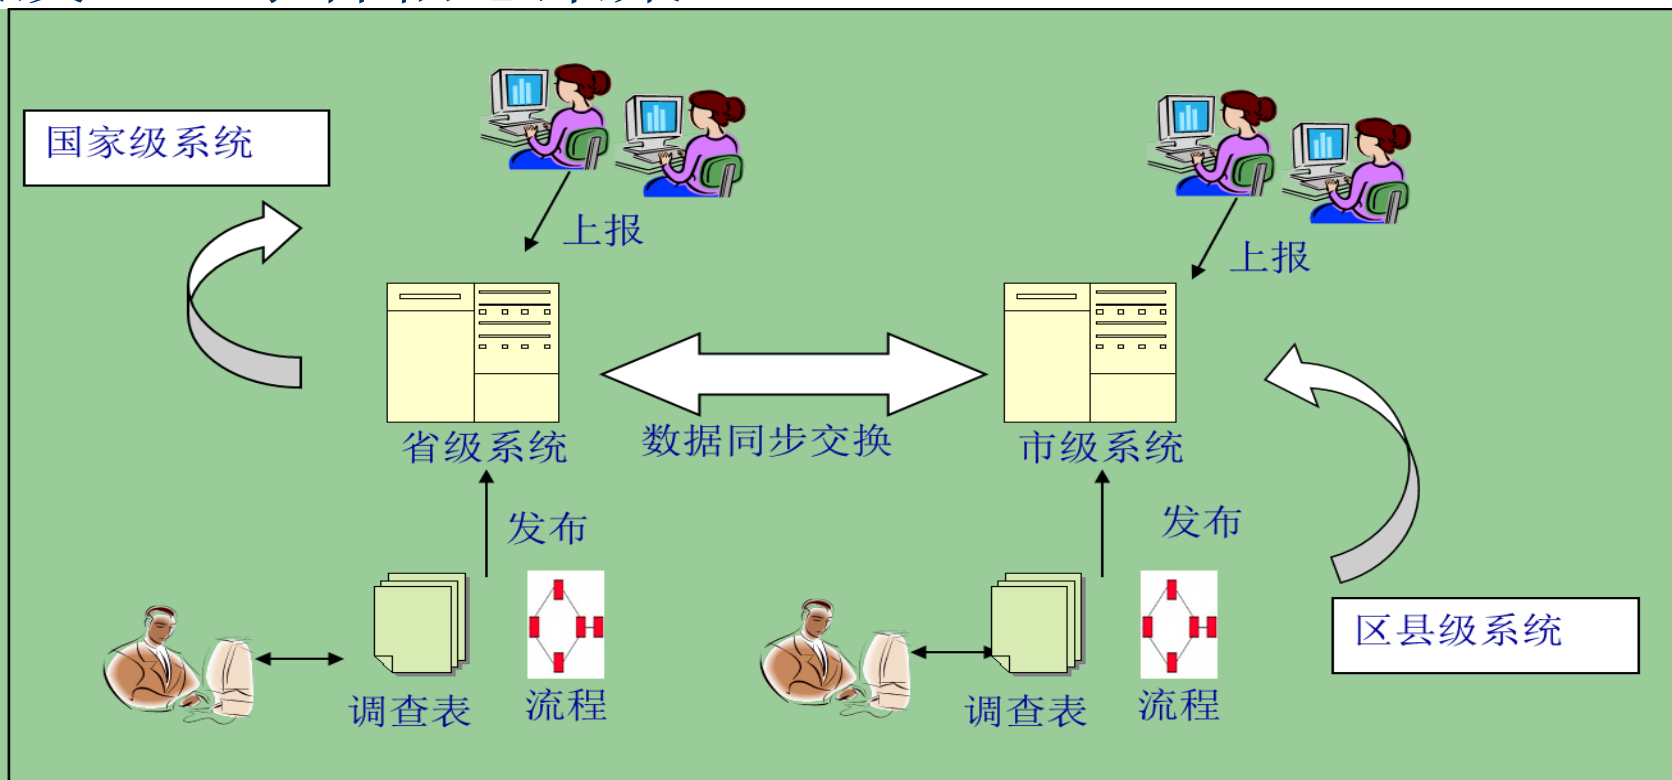 国家级系统
上报
上报
省级系统
数据同步交换
市级系统
发布
发布
区县级系统
调查表
流程
调查表
流程